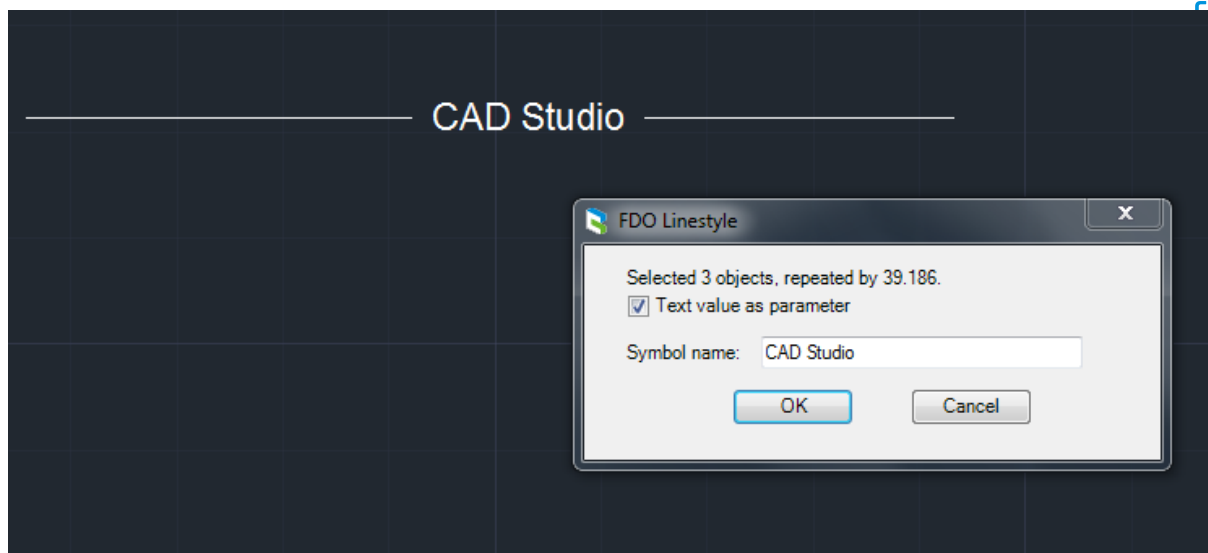 CAD Studio
FDO Linestyle
x
Selected 3 objects, repeated by 39.186.
Text value as parameter
Symbol name: CAD Studio
OK Cancel